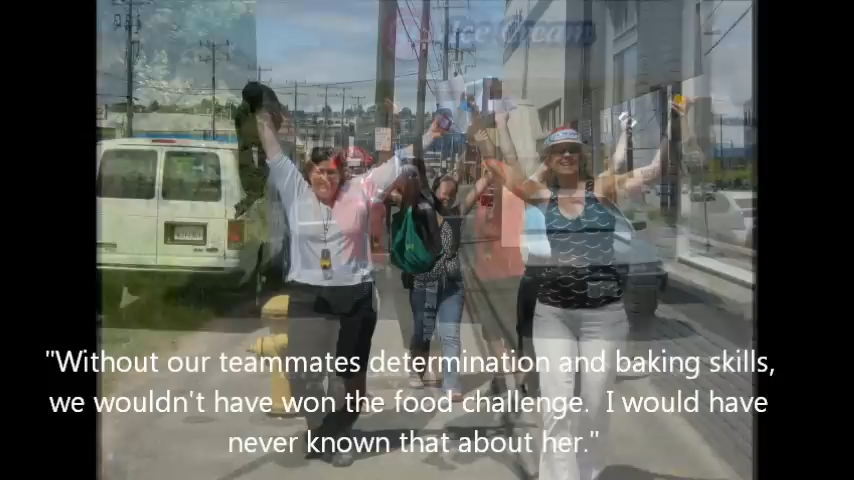 Ice Cream
"Without our teammates determination and baking skills,
we wouldn't have won the food challenge.  I would have
never known that about her."